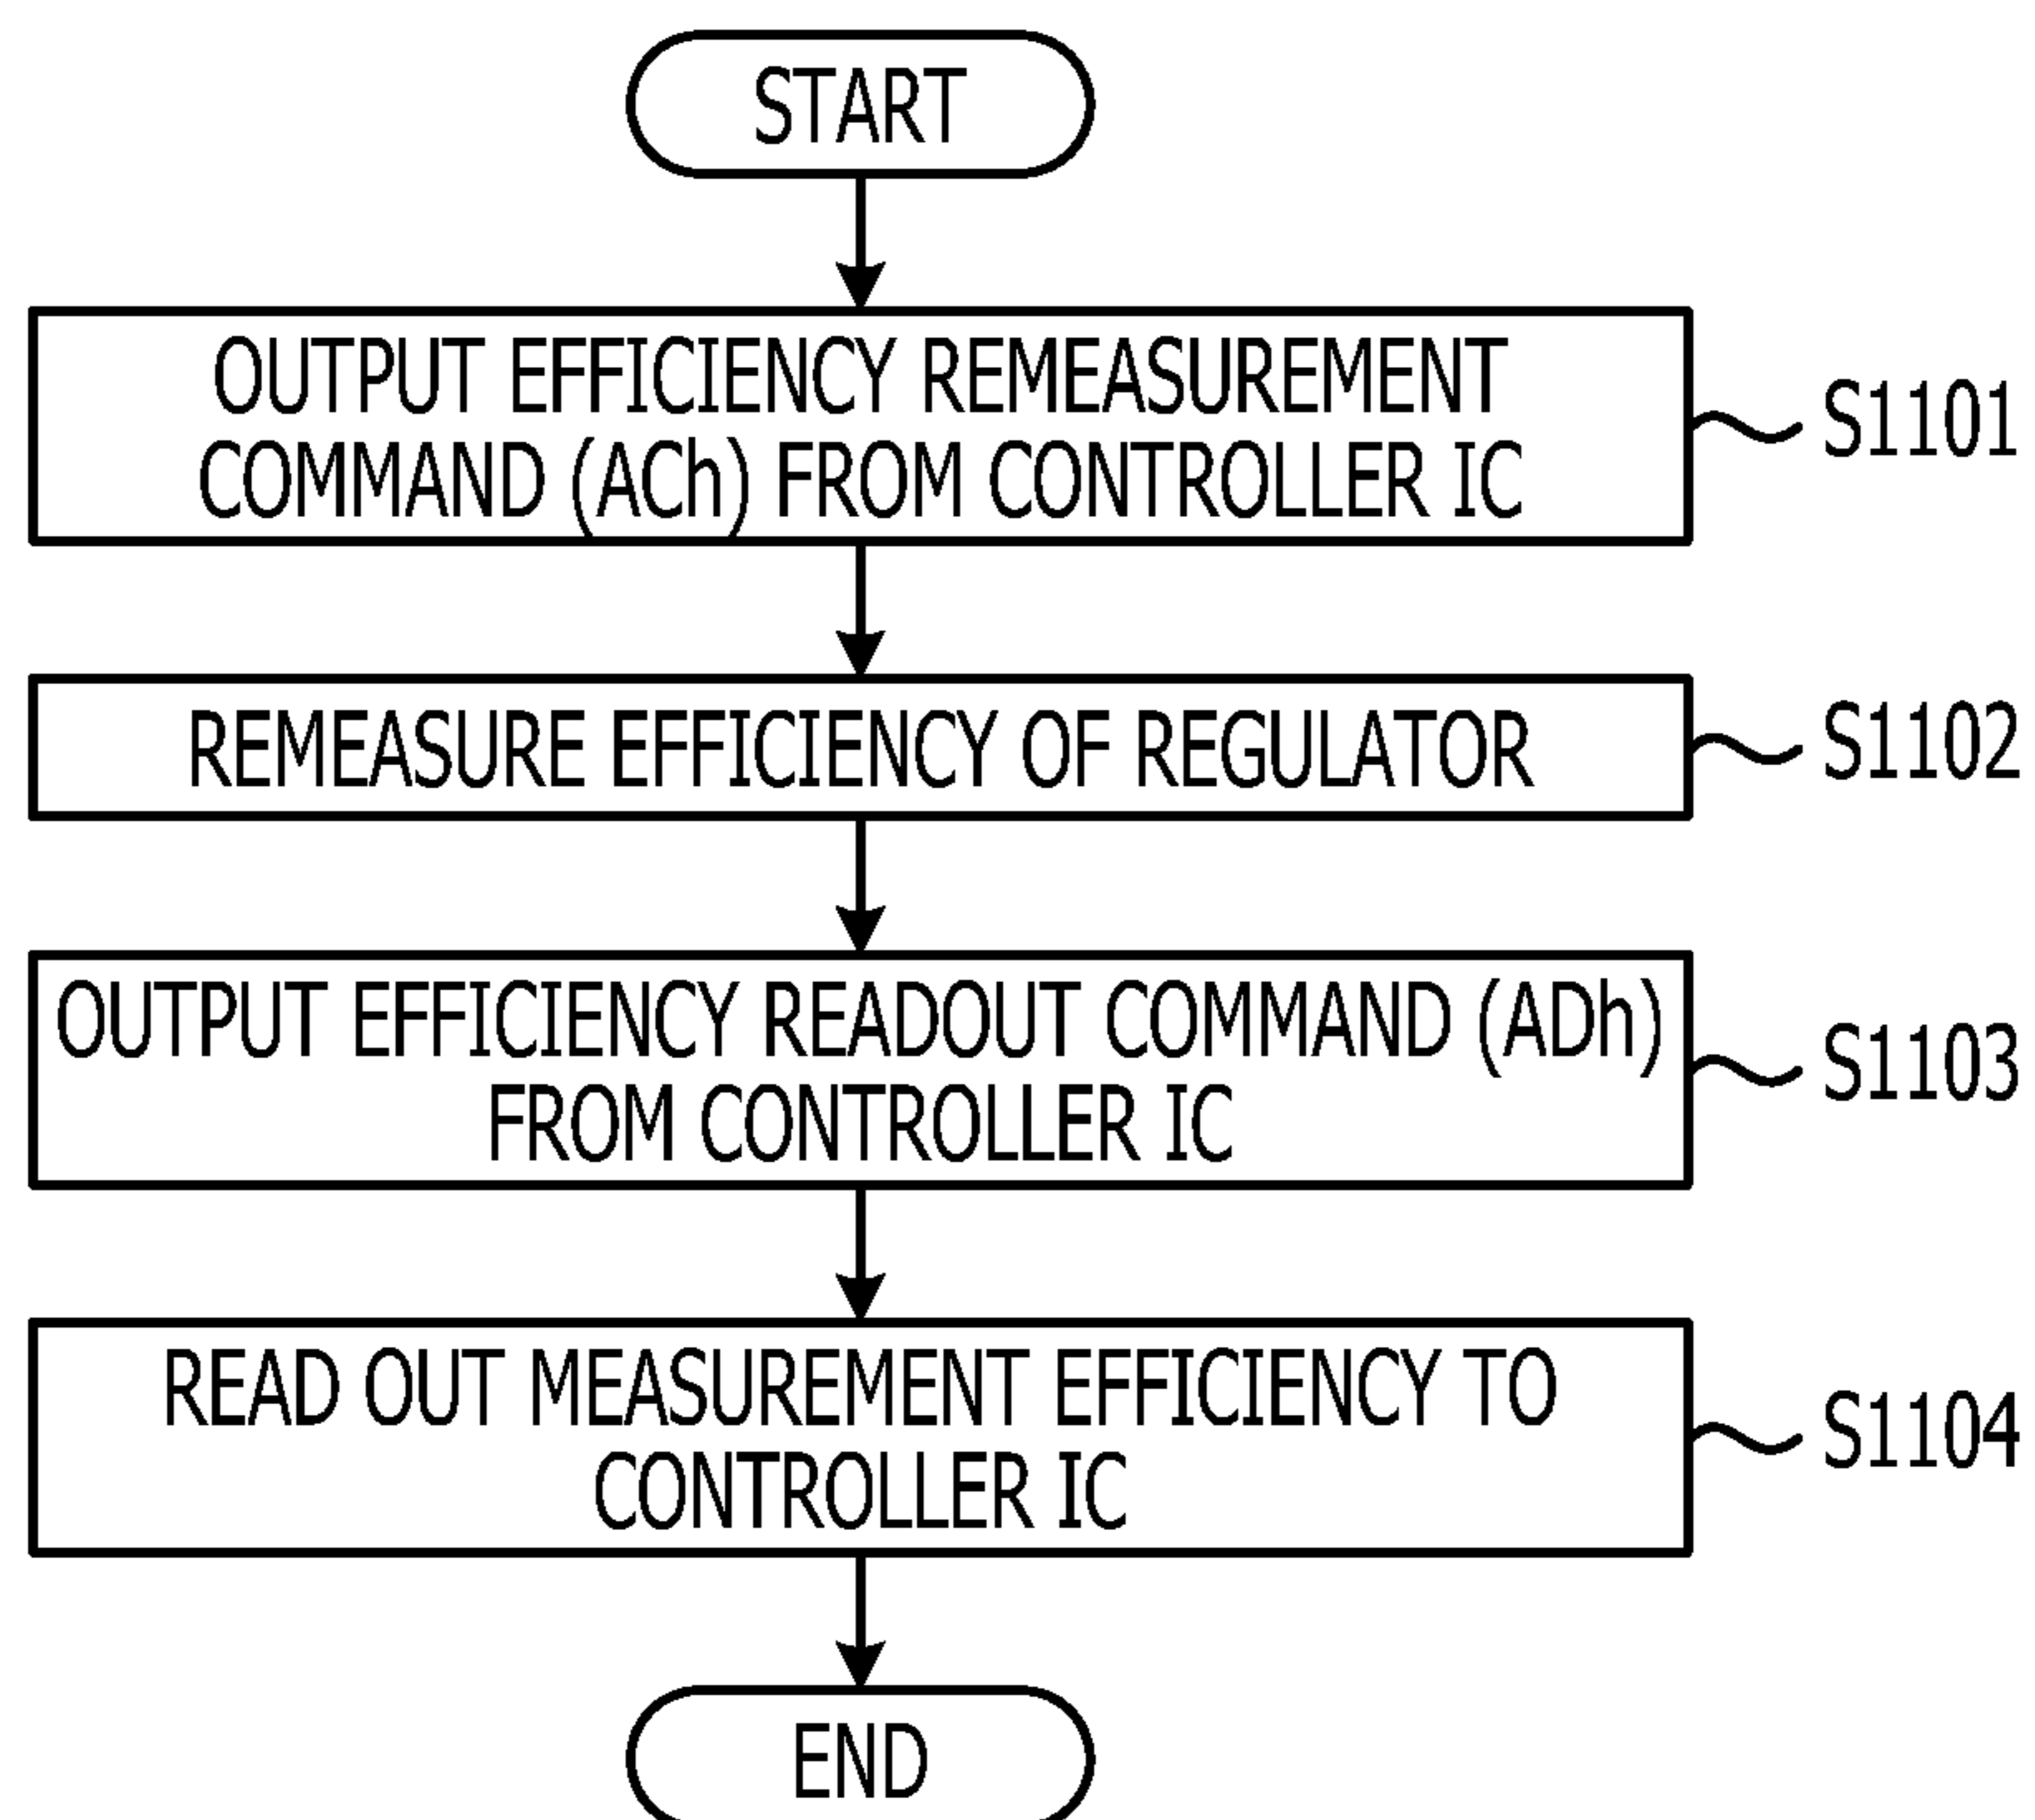 START
OUTPUT EFFICIENCY REMEASUREMENT
COMMAND (ACh) FROM CONTROLLER IC
S1101
REMEASURE EFFICIENCY OF REGULATOR
S1102
OUTPUT EFFICIENCY READOUT COMMAND (ADh)
FROM CONTROLLER IC
S1103
READ OUT MEASUREMENT EFFICIENCY TO
CONTROLLER IC
S1104
END